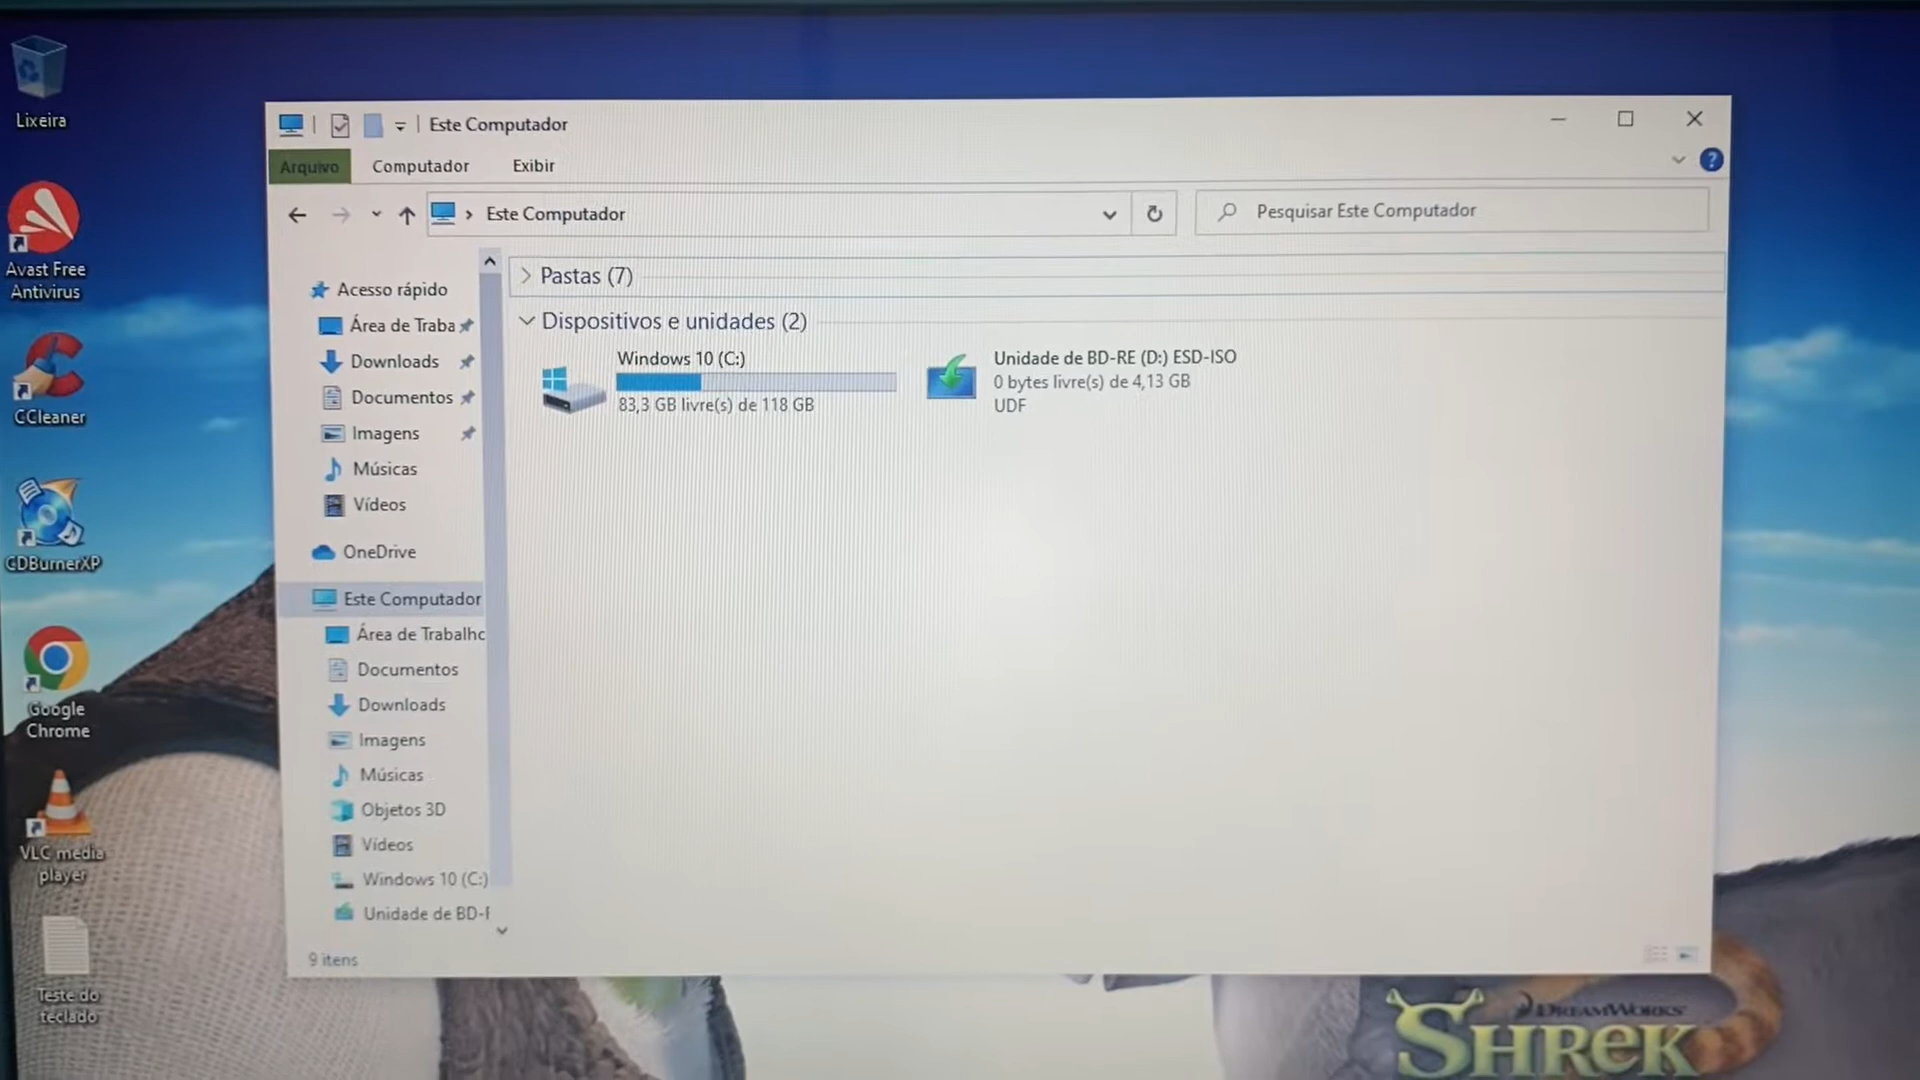 Lixeira
Avast Free
Antivirus
CCleaner
CDBurnerXP
Google
Chrome
VLC media
player
Teste do
teclado
Este Computador
Arquivo
Computador
Exibir
Este Computador
Pesquisar Este Computador
Acesso rápido
Área de Traba
Downloads
Documentos
Imagens
Músicas
Vídeos
OneDrive
Este Computador
Área de Trabalho
Documentos
Downloads
Imagens
Músicas
Objetos 3D
Vídeos
Windows 10 (C:)
Unidade de BD-R
9 itens
Pastas (7)
Dispositivos e unidades (2)
Windows 10 (C:)
83,3 GB livre(s) de 118 GB
Unidade de BD-RE (D:) ESD-ISO
0 bytes livre(s) de 4,13 GB
UDF
DREAMWORKS
SHREK